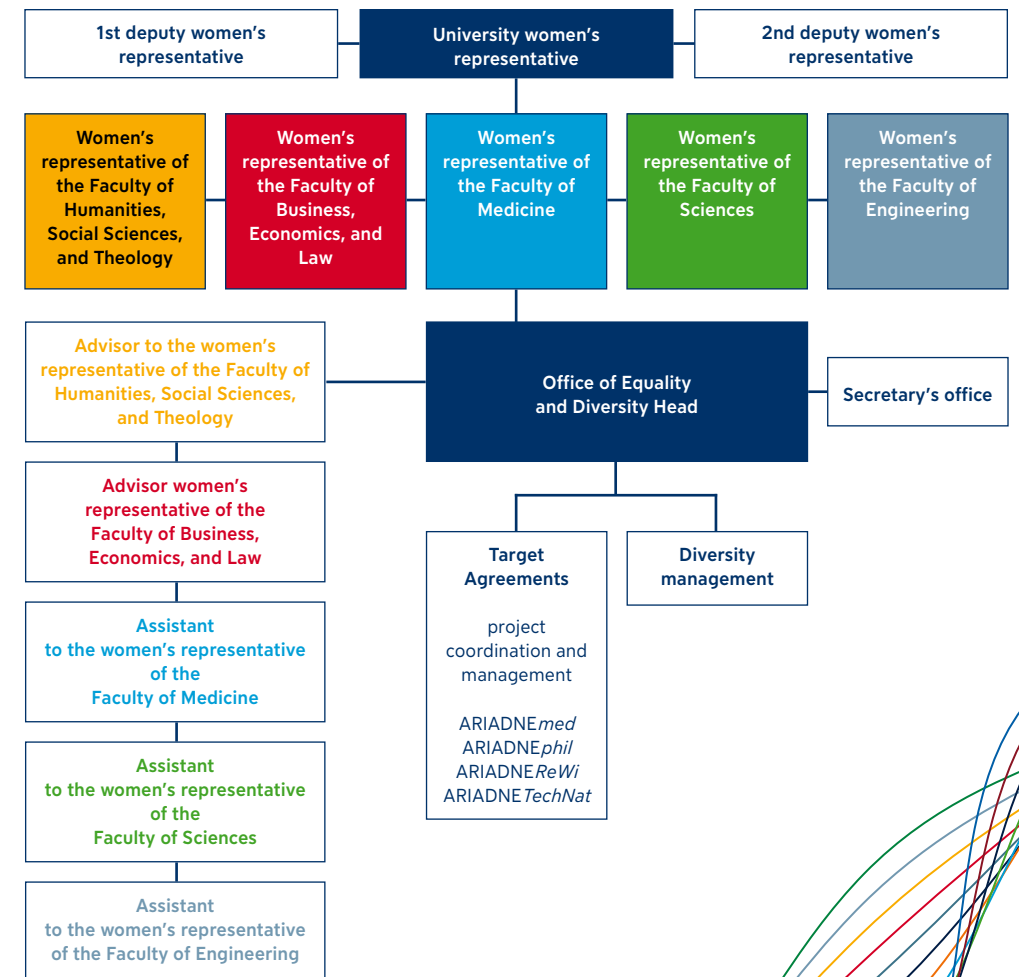 1st deputy women's
representative
University women's
representative
2nd deputy women's
representative
Women's
representative of
the Faculty of
Humanities,
Social Sciences,
and Theology
Women's
representative of
the Faculty of
Business,
Economics, and
Law
Women's
representative of
the Faculty of
Medicine
Women's
representative of
the Faculty of
Sciences
Women's
representative of
the Faculty of
Engineering
Advisor to the women's
representative of the Faculty of
Humanities, Social Sciences,
and Theology
Office of Equality
and Diversity Head
Secretary's office
Advisor women's
representative of the
Faculty of Business,
Economics, and Law
Assistant
to the women's representative
of the
Faculty of Medicine
Assistant
to the women's representative
of the
Faculty of Sciences
Assistant
to the women's representative
of the Faculty of Engineering
Target
Agreements
project
coordination and
management
ARIADNEmed
ARIADNEphil
ARIADNEReWi
ARIADNETechNat
Diversity
management